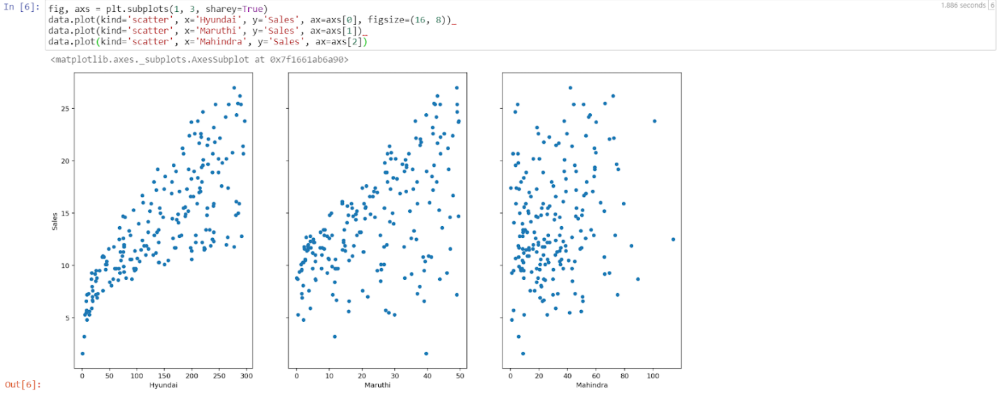 In [6]:
fig, axs = plt.subplots(1, 3, sharey=True)
data.plot(kind='scatter', x='Hyundai', y='Sales', ax=axs[0], figsize=(16, 8))_
data.plot(kind='scatter', x='Maruthi', y='Sales', ax=axs[1])_
data.plot(kind='scatter', x='Mahindra', y='Sales', ax=axs[2])
1.886 seconds 6
<matplotlib.axes._subplots.AxesSubplot at 0x7f1661ab6a90>
25
20
15
10
5
Sales
0 50 100 150 200 250 300
Hyundai
0 10 20 30 40 50
Maruthi
0 20 40 60 80 100
Mahindra
Out[6]: